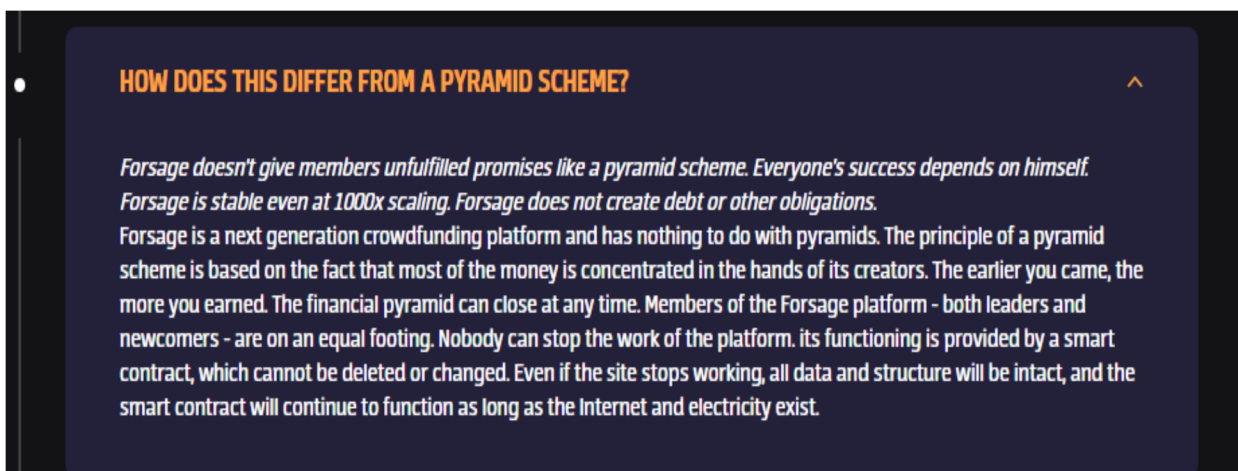 HOW DOES THIS DIFFER FROM A PYRAMID SCHEME?
Forsage doesn't give members unfulfilled promises like a pyramid scheme. Everyone's success depends on himself.
Forsage is stable even at 1000x scaling. Forsage does not create debt or other obligations.
Forsage is a next generation crowdfunding platform and has nothing to do with pyramids. The principle of a pyramid
scheme is based on the fact that most of the money is concentrated in the hands of its creators. The earlier you came, the
more you earned. The financial pyramid can close at any time. Members of the Forsage platform - both leaders and
newcomers - are on an equal footing. Nobody can stop the work of the platform. its functioning is provided by a smart
contract, which cannot be deleted or changed. Even if the site stops working, all data and structure will be intact, and the
smart contract will continue to function as long as the Internet and electricity exist.